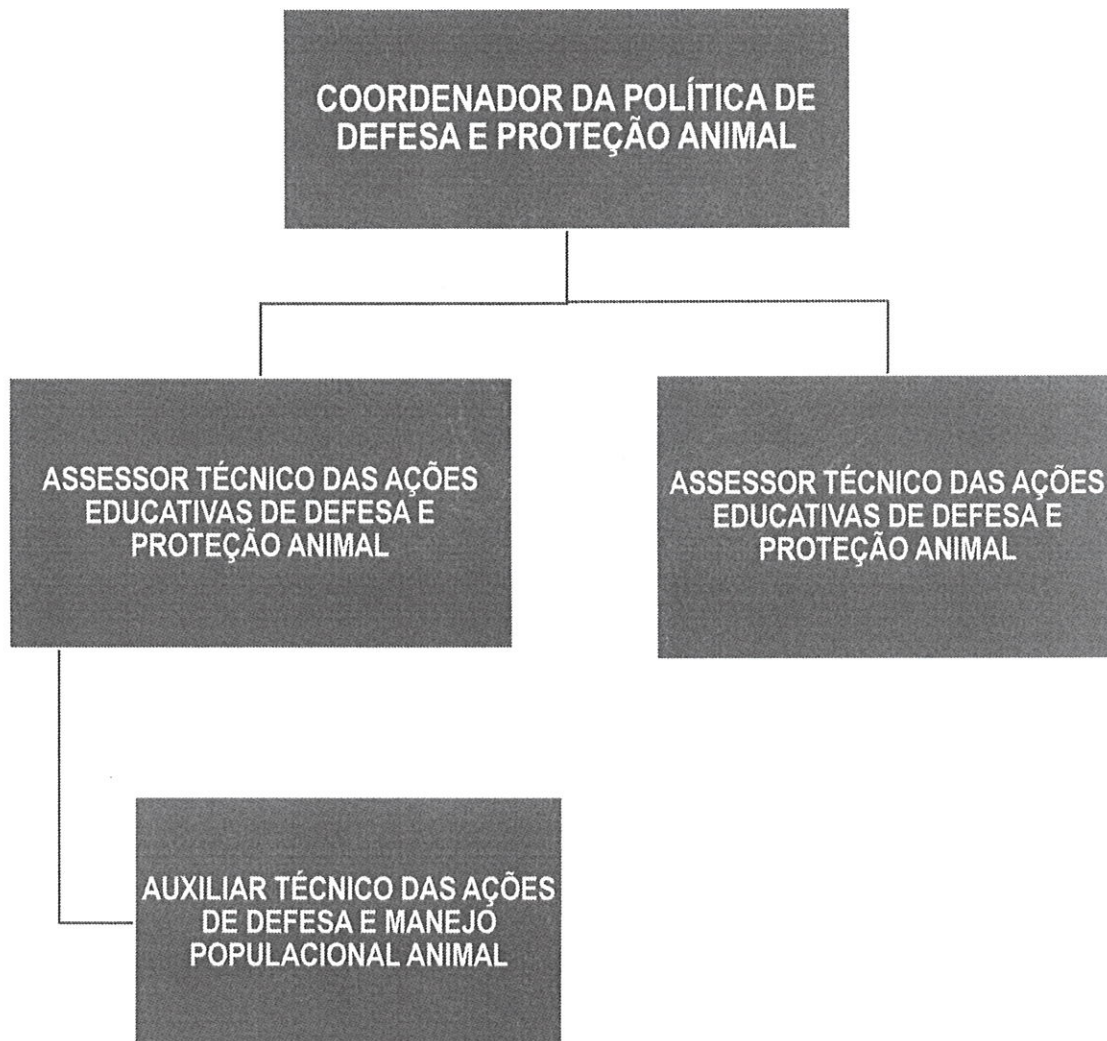 COORDENADOR DA POLÍTICA DE
DEFESA E PROTEÇÃO ANIMAL
ASSESSOR TÉCNICO DAS AÇÕES
EDUCATIVAS DE DEFESA E
PROTEÇÃO ANIMAL
ASSESSOR TÉCNICO DAS AÇÕES
EDUCATIVAS DE DEFESA E
PROTEÇÃO ANIMAL
AUXILIAR TÉCNICO DAS AÇÕES
DE DEFESA E MANEJO
POPULACIONAL ANIMAL